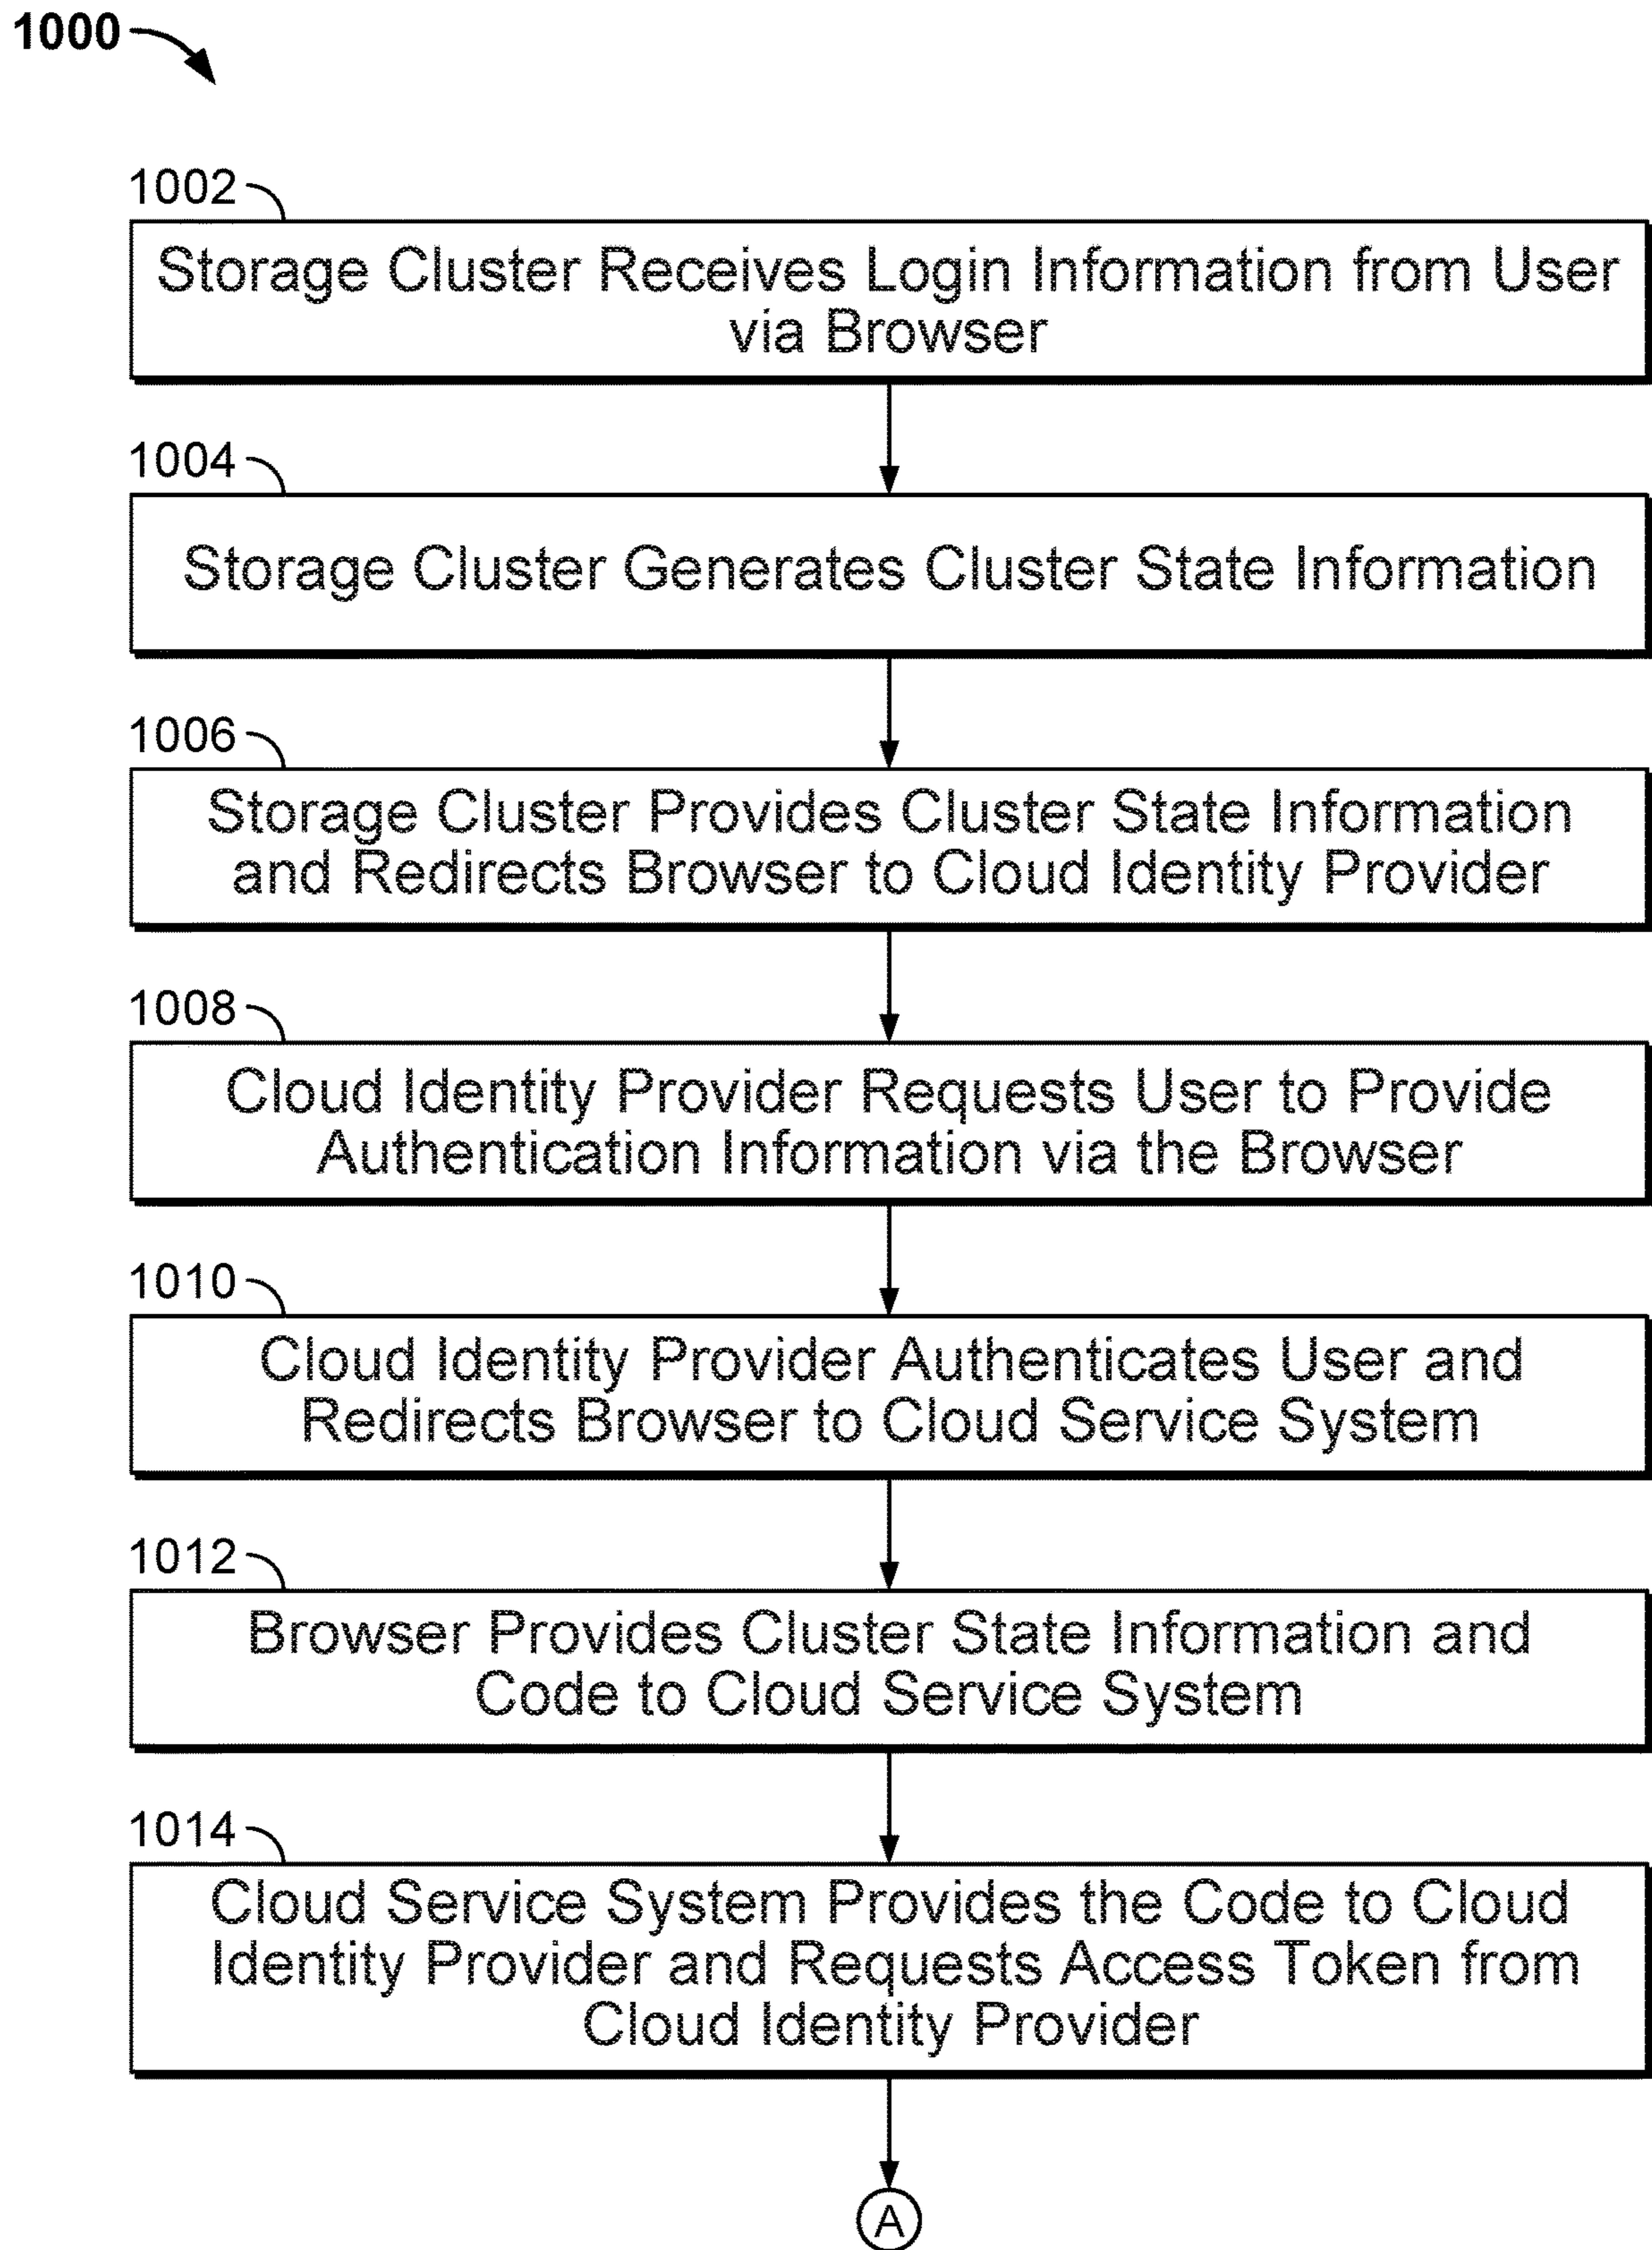 1000
1002
Storage Cluster Receives Login Information from User
via Browser
1004
Storage Cluster Generates Cluster State Information
1006
Storage Cluster Provides Cluster State Information
and Redirects Browser to Cloud Identity Provider
1008
Cloud Identity Provider Requests User to Provide
Authentication Information via the Browser
1010
Cloud Identity Provider Authenticates User and
Redirects Browser to Cloud Service System
1012
Browser Provides Cluster State Information and
Code to Cloud Service System
1014
Cloud Service System Provides the Code to Cloud
Identity Provider and Requests Access Token from
Cloud Identity Provider
A